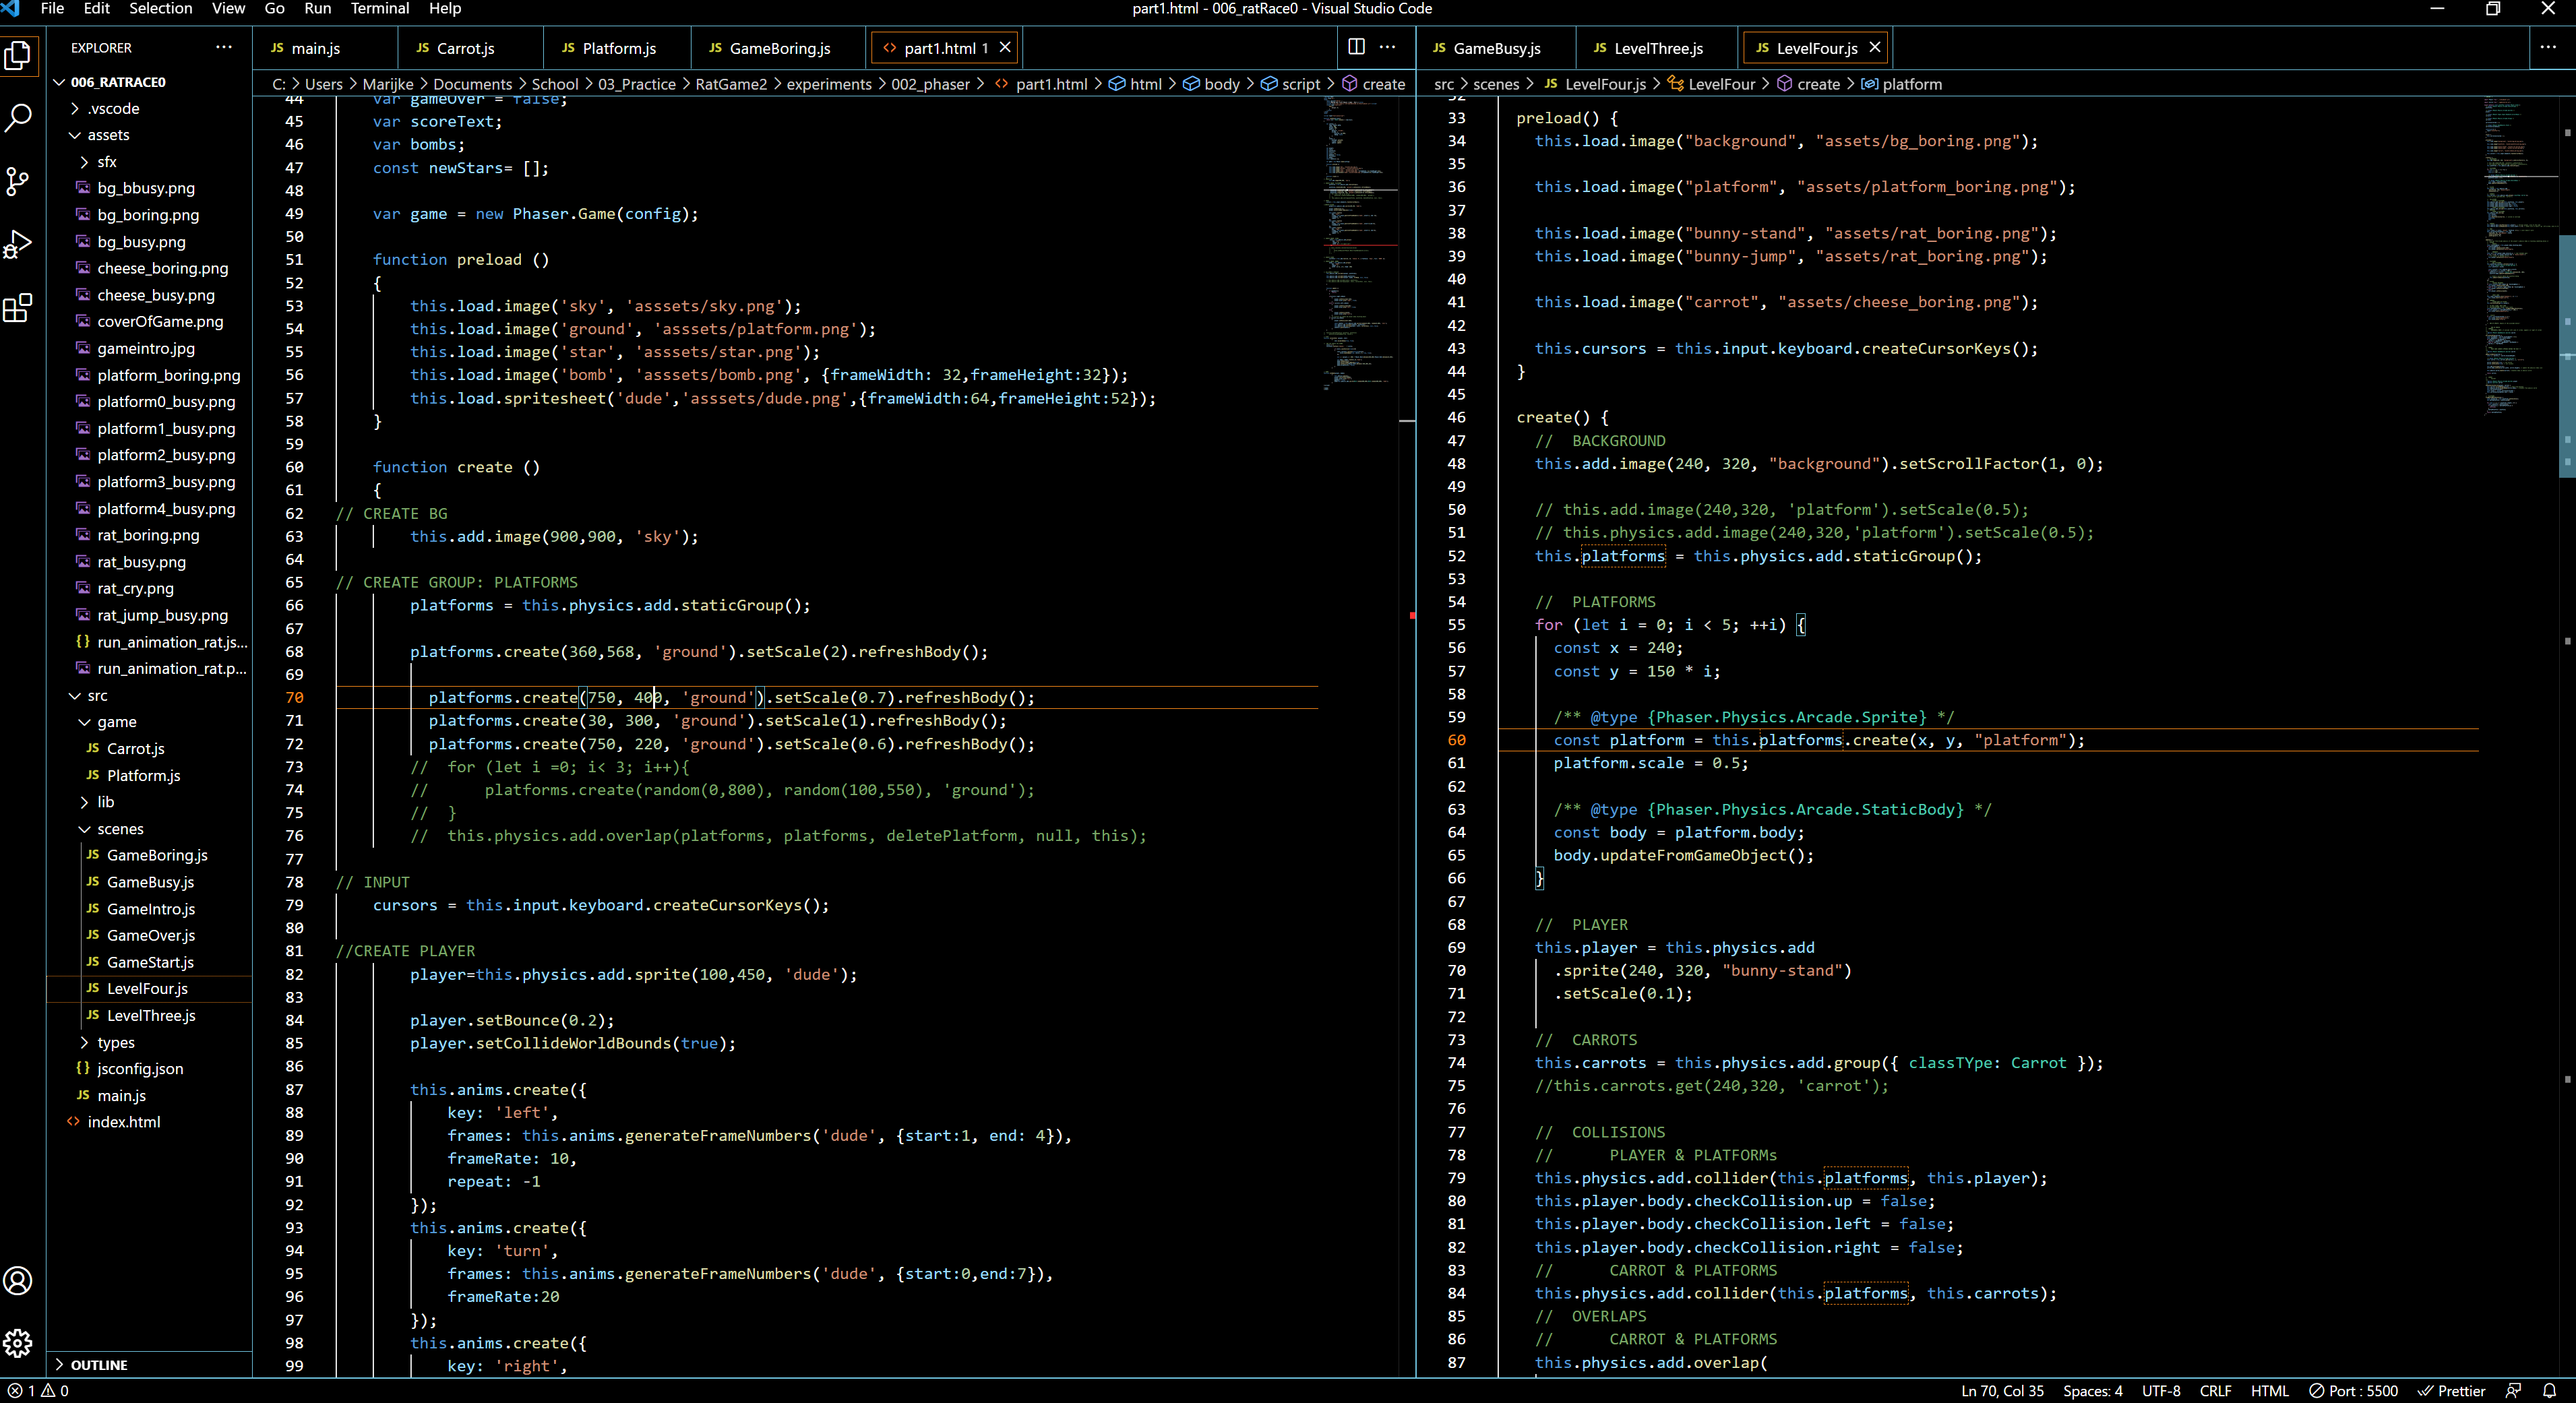 File Edit Selection View Go Run Terminal Help
part1.html - 006_ratRace0 - Visual Studio Code
EXPLORER ...
006_RATRACE0
.vscode
assets
sfx
bg_bbusy.png
bg_boring.png
bg_busy.png
cheese_boring.png
cheese_busy.png
coverOfGame.png
gameintro.jpg
platform_boring.png
platform0_busy.png
platform1_busy.png
platform2_busy.png
platform3_busy.png
platform4_busy.png
rat_boring.png
rat_busy.png
rat_cry.png
rat_jump_busy.png
{} run_animation_rat.js...
run_animation_rat.p...
src
game
JS Carrot.js
JS Platform.js
lib
scenes
JS GameBoring.js
JS GameBusy.js
JS GameIntro.js
JS GameOver.js
JS GameStart.js
JS LevelFour.js
JS LevelThree.js
types
{} jsconfig.json
JS main.js
<> index.html
OUTLINE
JS main.js JS Carrot.js JS Platform.js JS GameBoring.js <> part1.html 1
C: > Users > Marijke > Documents > School > 03_Practice > RatGame2 > experiments > 002_phaser > <> part1.html > html > body > script > create
44 var gameOver = false;
45 var scoreText;
46 var bombs;
47 const newStars= [];
48
49 var game = new Phaser.Game(config);
50
51 function preload ()
52 {
53 this.load.image('sky', 'asssets/sky.png');
54 this.load.image('ground', 'asssets/platform.png');
55 this.load.image('star', 'asssets/star.png');
56 this.load.image('bomb', 'asssets/bomb.png', {frameWidth: 32,frameHeight:32});
57 this.load.spritesheet('dude','asssets/dude.png',{frameWidth:64,frameHeight:52});
58 }
59
60 function create ()
61 {
62 // CREATE BG
63 this.add.image(900,900, 'sky');
64
65 // CREATE GROUP: PLATFORMS
66 platforms = this.physics.add.staticGroup();
67
68 platforms.create(360,568, 'ground').setScale(2).refreshBody();
69
70 platforms.create(750, 400, 'ground').setScale(0.7).refreshBody();
71 platforms.create(30, 300, 'ground').setScale(1).refreshBody();
72 platforms.create(750, 220, 'ground').setScale(0.6).refreshBody();
73 // for (let i =0; i< 3; i++){
74 // platforms.create(random(0,800), random(100,550), 'ground');
75 // }
76 // this.physics.add.overlap(platforms, platforms, deletePlatform, null, this);
77
78 // INPUT
79 cursors = this.input.keyboard.createCursorKeys();
80
81 //CREATE PLAYER
82 player=this.physics.add.sprite(100,450, 'dude');
83
84 player.setBounce(0.2);
85 player.setCollideWorldBounds(true);
86
87 this.anims.create({
88 key: 'left',
89 frames: this.anims.generateFrameNumbers('dude', {start:1, end: 4}),
90 frameRate: 10,
91 repeat: -1
92 });
93 this.anims.create({
94 key: 'turn',
95 frames: this.anims.generateFrameNumbers('dude', {start:0,end:7}),
96 frameRate:20
97 });
98 this.anims.create({
99 key: 'right',
JS GameBusy.js JS LevelThree.js JS LevelFour.js
src > scenes > JS LevelFour.js > LevelFour > create > platform
32
33 preload() {
34 this.load.image("background", "assets/bg_boring.png");
35
36 this.load.image("platform", "assets/platform_boring.png");
37
38 this.load.image("bunny-stand", "assets/rat_boring.png");
39 this.load.image("bunny-jump", "assets/rat_boring.png");
40
41 this.load.image("carrot", "assets/cheese_boring.png");
42
43 this.cursors = this.input.keyboard.createCursorKeys();
44 }
45
46 create() {
47 // BACKGROUND
48 this.add.image(240, 320, "background").setScrollFactor(1, 0);
49
50 // this.add.image(240,320, 'platform').setScale(0.5);
51 // this.physics.add.image(240,320,'platform').setScale(0.5);
52 this.platforms = this.physics.add.staticGroup();
53
54 // PLATFORMS
55 for (let i = 0; i < 5; ++i) {
56 const x = 240;
57 const y = 150 * i;
58
59 /** @type {Phaser.Physics.Arcade.Sprite} */
60 const platform = this.platforms.create(x, y, "platform");
61 platform.scale = 0.5;
62
63 /** @type {Phaser.Physics.Arcade.StaticBody} */
64 const body = platform.body;
65 body.updateFromGameObject();
66 }
67
68 // PLAYER
69 this.player = this.physics.add
70 .sprite(240, 320, "bunny-stand")
71 .setScale(0.1);
72
73 // CARROTS
74 this.carrots = this.physics.add.group({ classTYpe: Carrot });
75 //this.carrots.get(240,320, 'carrot');
76
77 // COLLISIONS
78 // PLAYER & PLATFORMs
79 this.physics.add.collider(this.platforms, this.player);
80 this.player.body.checkCollision.up = false;
81 this.player.body.checkCollision.left = false;
82 this.player.body.checkCollision.right = false;
83 // CARROT & PLATFORMS
84 this.physics.add.collider(this.platforms, this.carrots);
85 // OVERLAPS
86 // CARROT & PLATFORMS
87 this.physics.add.overlap(
1 0 Ln 70, Col 35 Spaces: 4 UTF-8 CRLF HTML Port : 5500 Prettier